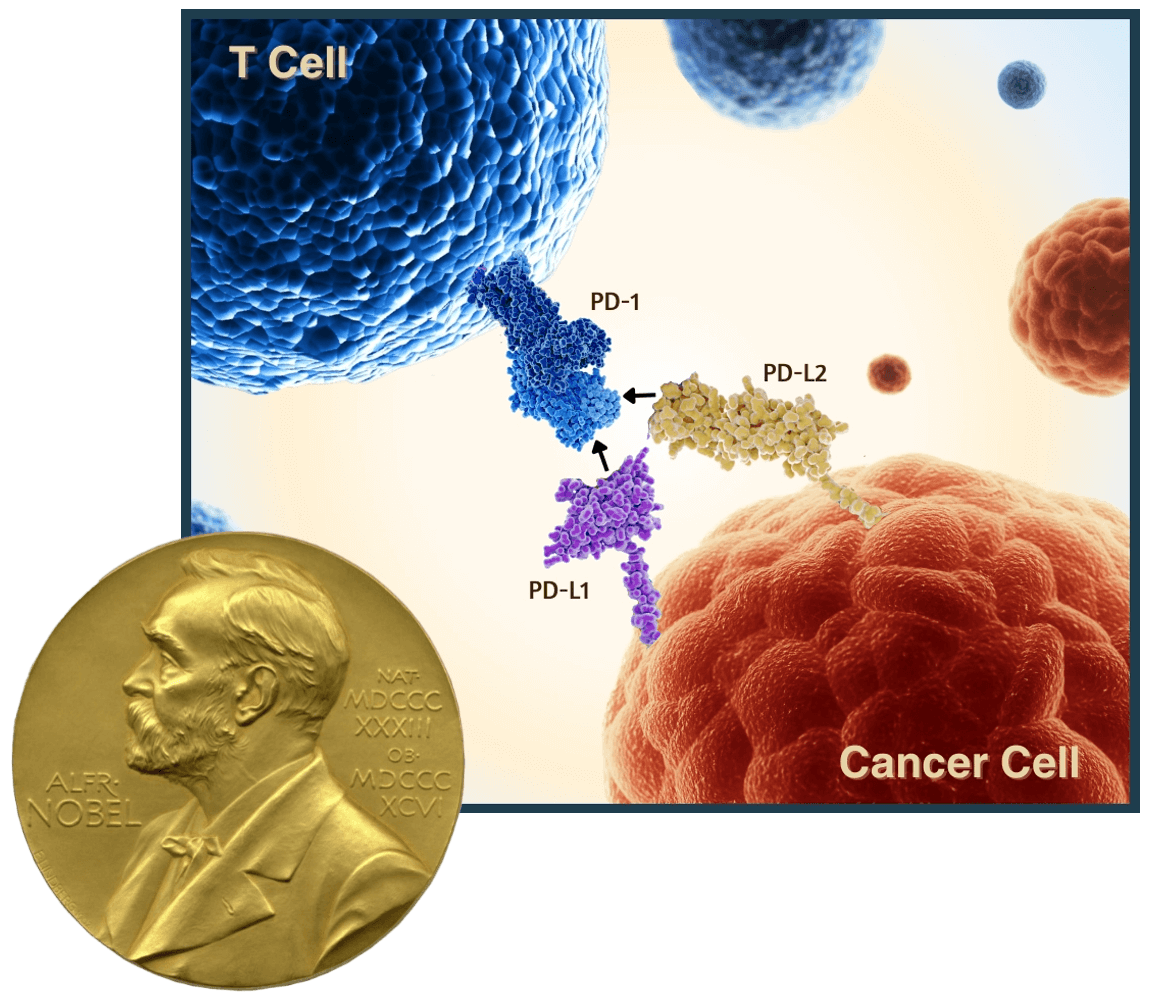 T Cell
PD-1
PD-L2
PD-L1
Cancer Cell
ALFR·
NOBEL
NAT·
MDCCC
XXXIII
OB·
MDCCC
XCVI